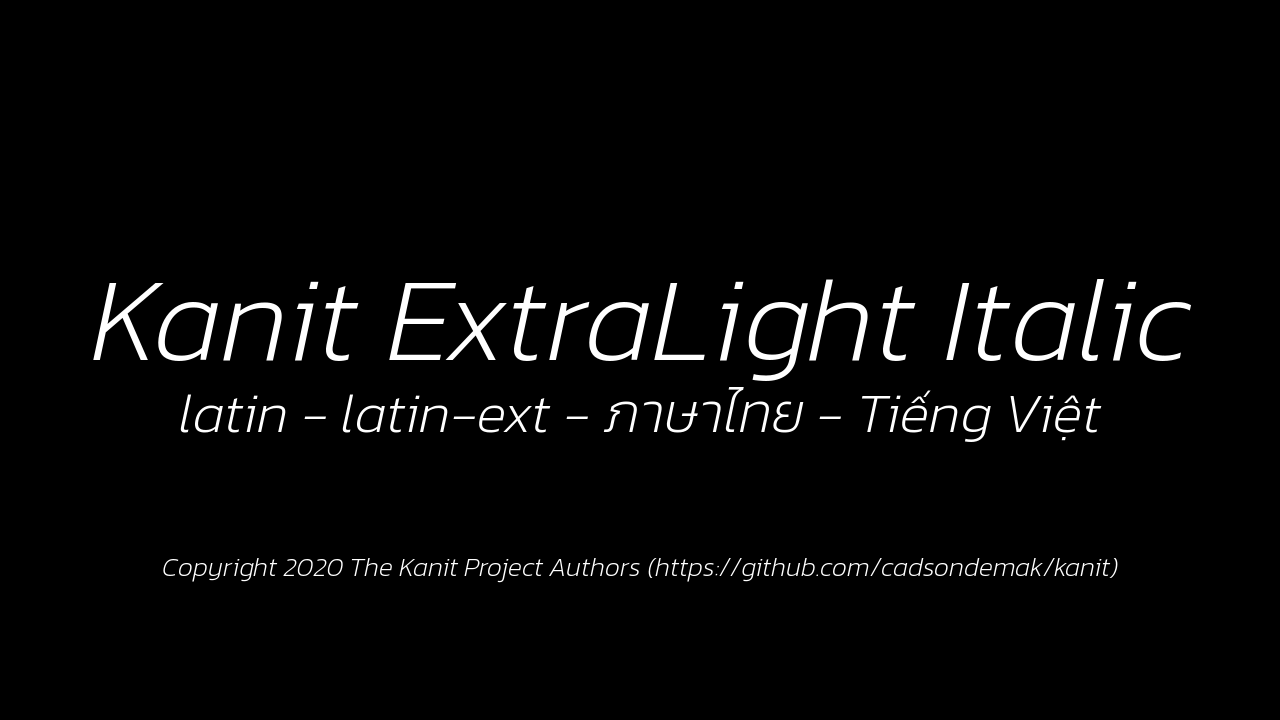 Kanit ExtraLight Italic
latin - latin-ext - ภาษาไทย - Tiếng Việt
Copyright 2020 The Kanit Project Authors (https://github.com/cadsondemak/kanit)